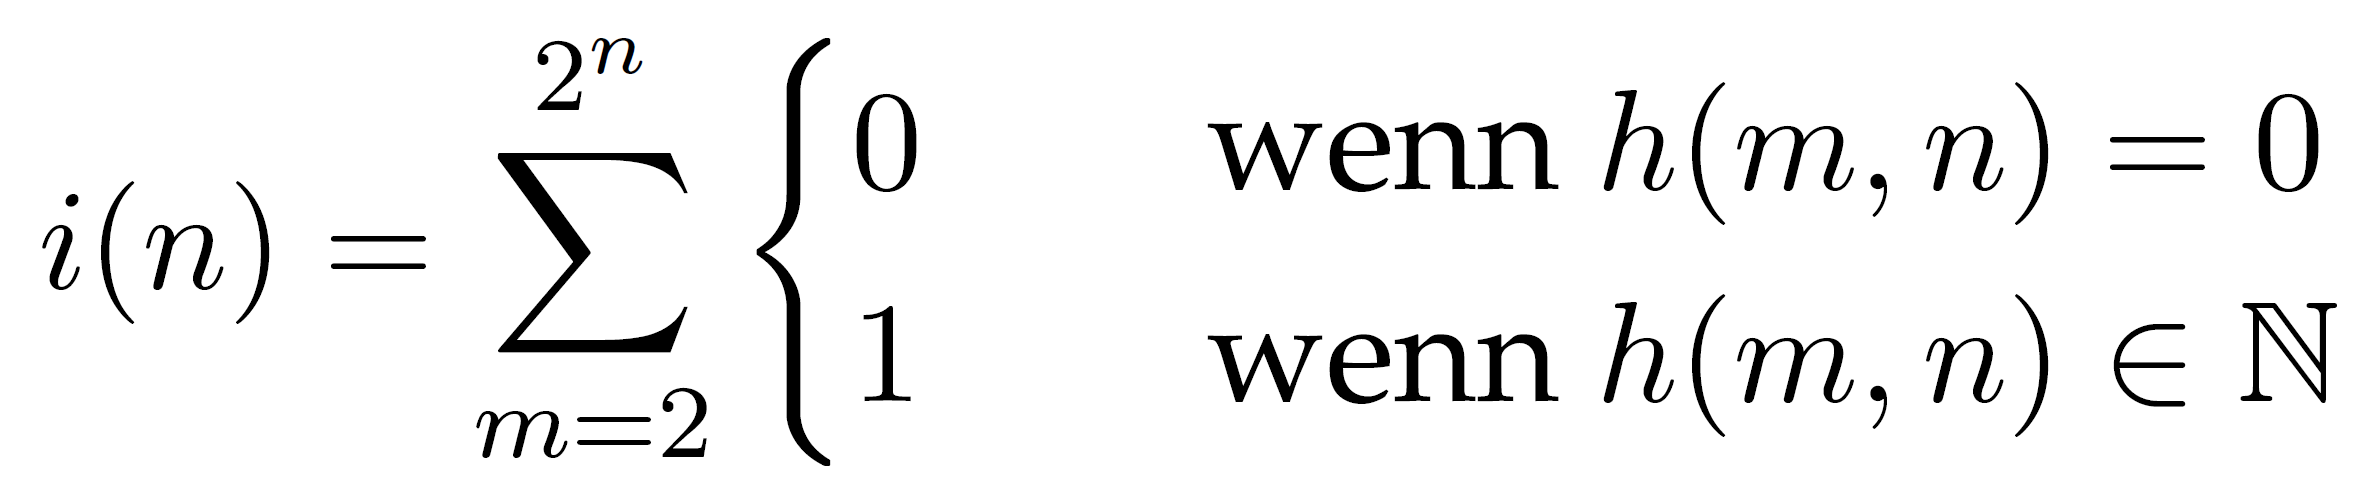 i(n) = \sum_{m=2}^{2^n} \begin{cases} 0 & \text{wenn } h(m, n) = 0 \\ 1 & \text{wenn } h(m, n) \in \mathbb{N} \end{cases}